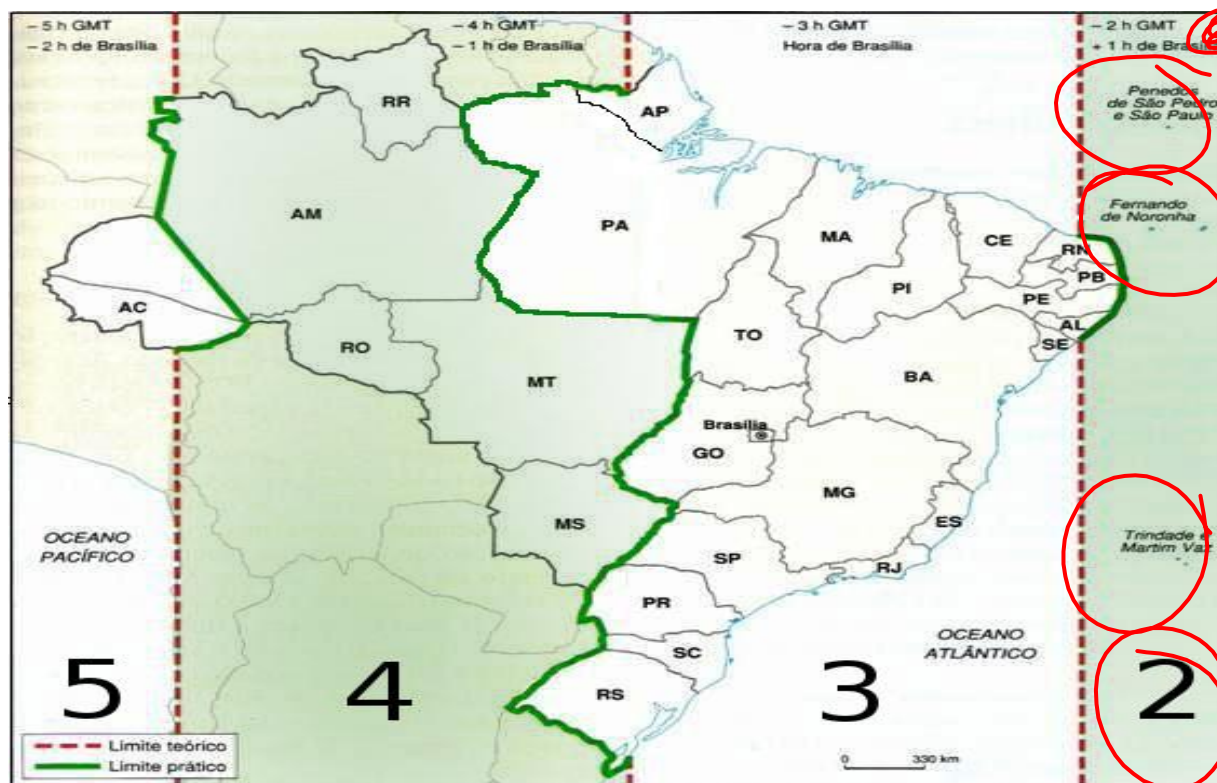 – 5 h GMT
– 2 h de Brasília
– 4 h GMT
– 1 h de Brasília
– 3 h GMT
Hora de Brasília
– 2 h GMT
+ 1 h de Brasília
RR
AP
Penedos
de São Pedro
e São Paulo
AM
PA
MA
CE
Fernando
de Noronha
RN
PB
AC
PI
PE
AL
SE
RO
TO
MT
BA
Brasília
GO
MG
MS
ES
OCEANO
PACÍFICO
SP
RJ
Trindade e
Martim Vaz
PR
SC
OCEANO
ATLÂNTICO
RS
5
4
3
2
Limite teórico
Limite prático
0 330 km